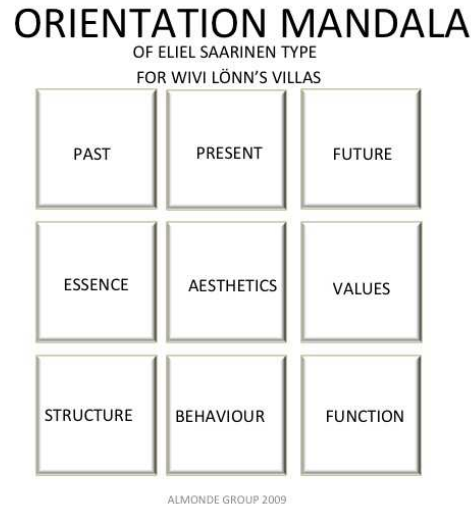 ORIENTATION MANDALA
OF ELIEL SAARINEN TYPE
FOR WIVI LÖNN’S VILLAS
PAST PRESENT FUTURE
ESSENCE AESTHETICS VALUES
STRUCTURE BEHAVIOUR FUNCTION
ALMONDE GROUP 2009